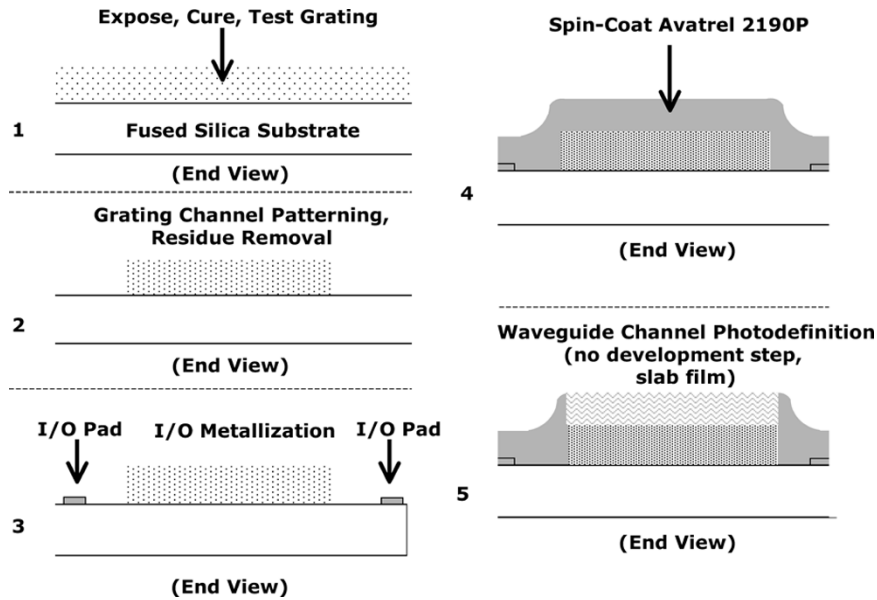 Expose, Cure, Test Grating
1
Fused Silica Substrate
(End View)
Grating Channel Patterning,
Residue Removal
2
(End View)
I/O Pad
I/O Metallization
I/O Pad
3
(End View)
Spin-Coat Avatrel 2190P
4
(End View)
Waveguide Channel Photodefinition
(no development step,
slab film)
5
(End View)